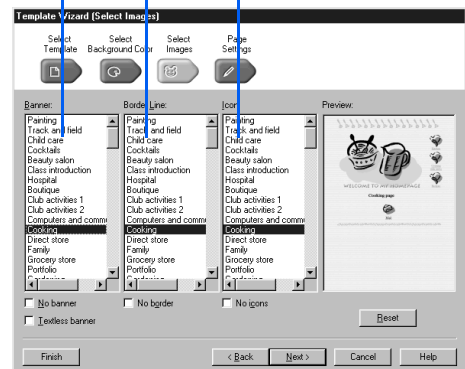 Template Wizard (Select Images)
Select Template
Select Background Color
Select Images
Page Settings
Banner:
Painting
Track and field
Child care
Cocktails
Beauty salon
Class introduction
Hospital
Boutique
Club activities 1
Club activities 2
Computers and commu
Cooking
Direct store
Family
Grocery store
Portfolio
No banner
Textless banner
Border Line:
Painting
Track and field
Child care
Cocktails
Beauty salon
Class introduction
Hospital
Boutique
Club activities 1
Club activities 2
Computers and commu
Cooking
Direct store
Family
Grocery store
Portfolio
No border
Icon:
Painting
Track and field
Child care
Cocktails
Beauty salon
Class introduction
Hospital
Boutique
Club activities 1
Club activities 2
Computers and commu
Cooking
Direct store
Family
Grocery store
Portfolio
No icons
Preview:
WELCOME TO MY HOMEPAGE
Cooking page
Reset
Finish
< Back
Next >
Cancel
Help